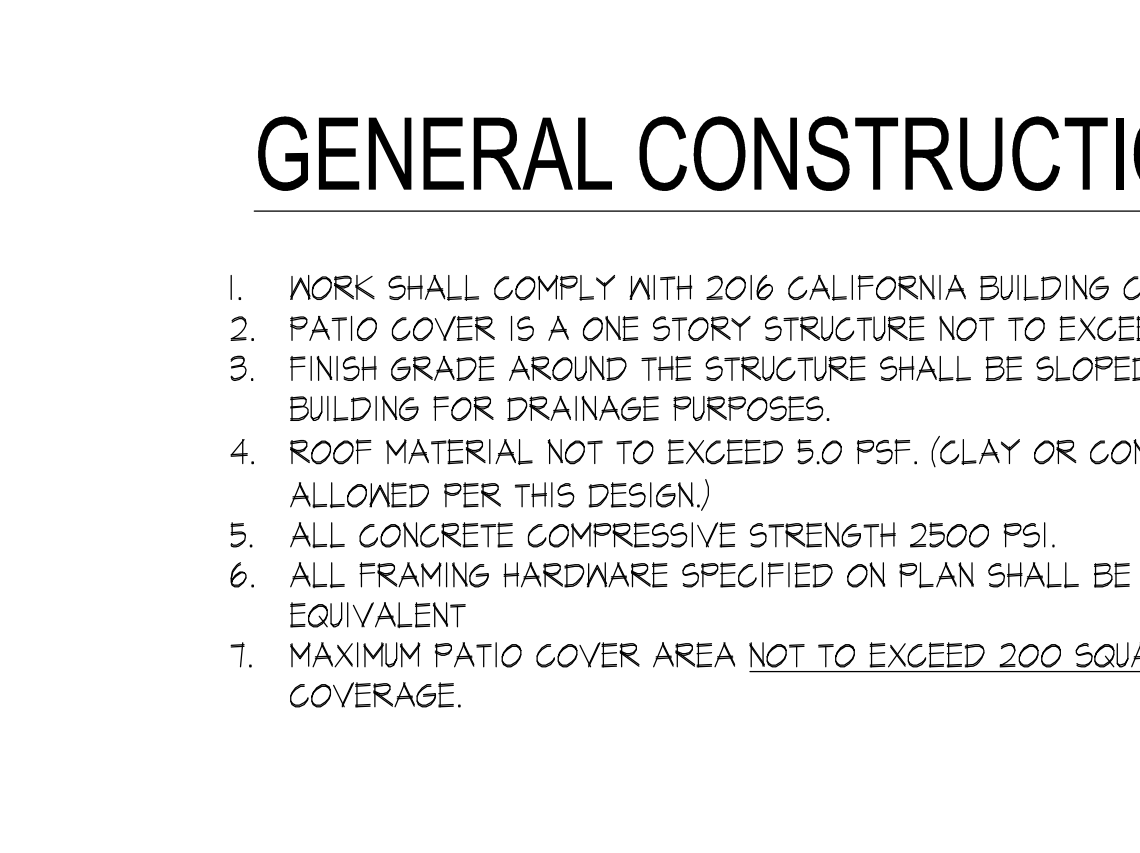 GENERAL CONSTRUCTI
1. WORK SHALL COMPLY WITH 2016 CALIFORNIA BUILDING
2. PATIO COVER IS A ONE STORY STRUCTURE NOT TO
3. FINISH GRADE AROUND THE STRUCTURE SHALL BE SLOPED
BUILDING FOR DRAINAGE PURPOSES.
4. ROOF MATERIAL NOT TO EXCEED 5.0 PSF. (CLAY OR
ALLOWED PER THIS DESIGN.)
5. ALL CONCRETE COMPRESSIVE STRENGTH 2500 PSI.
6. ALL FRAMING HARDWARE SPECIFIED ON PLAN SHALL BE
EQUIVALENT
7. MAXIMUM PATIO COVER AREA NOT TO EXCEED 200
COVERAGE.